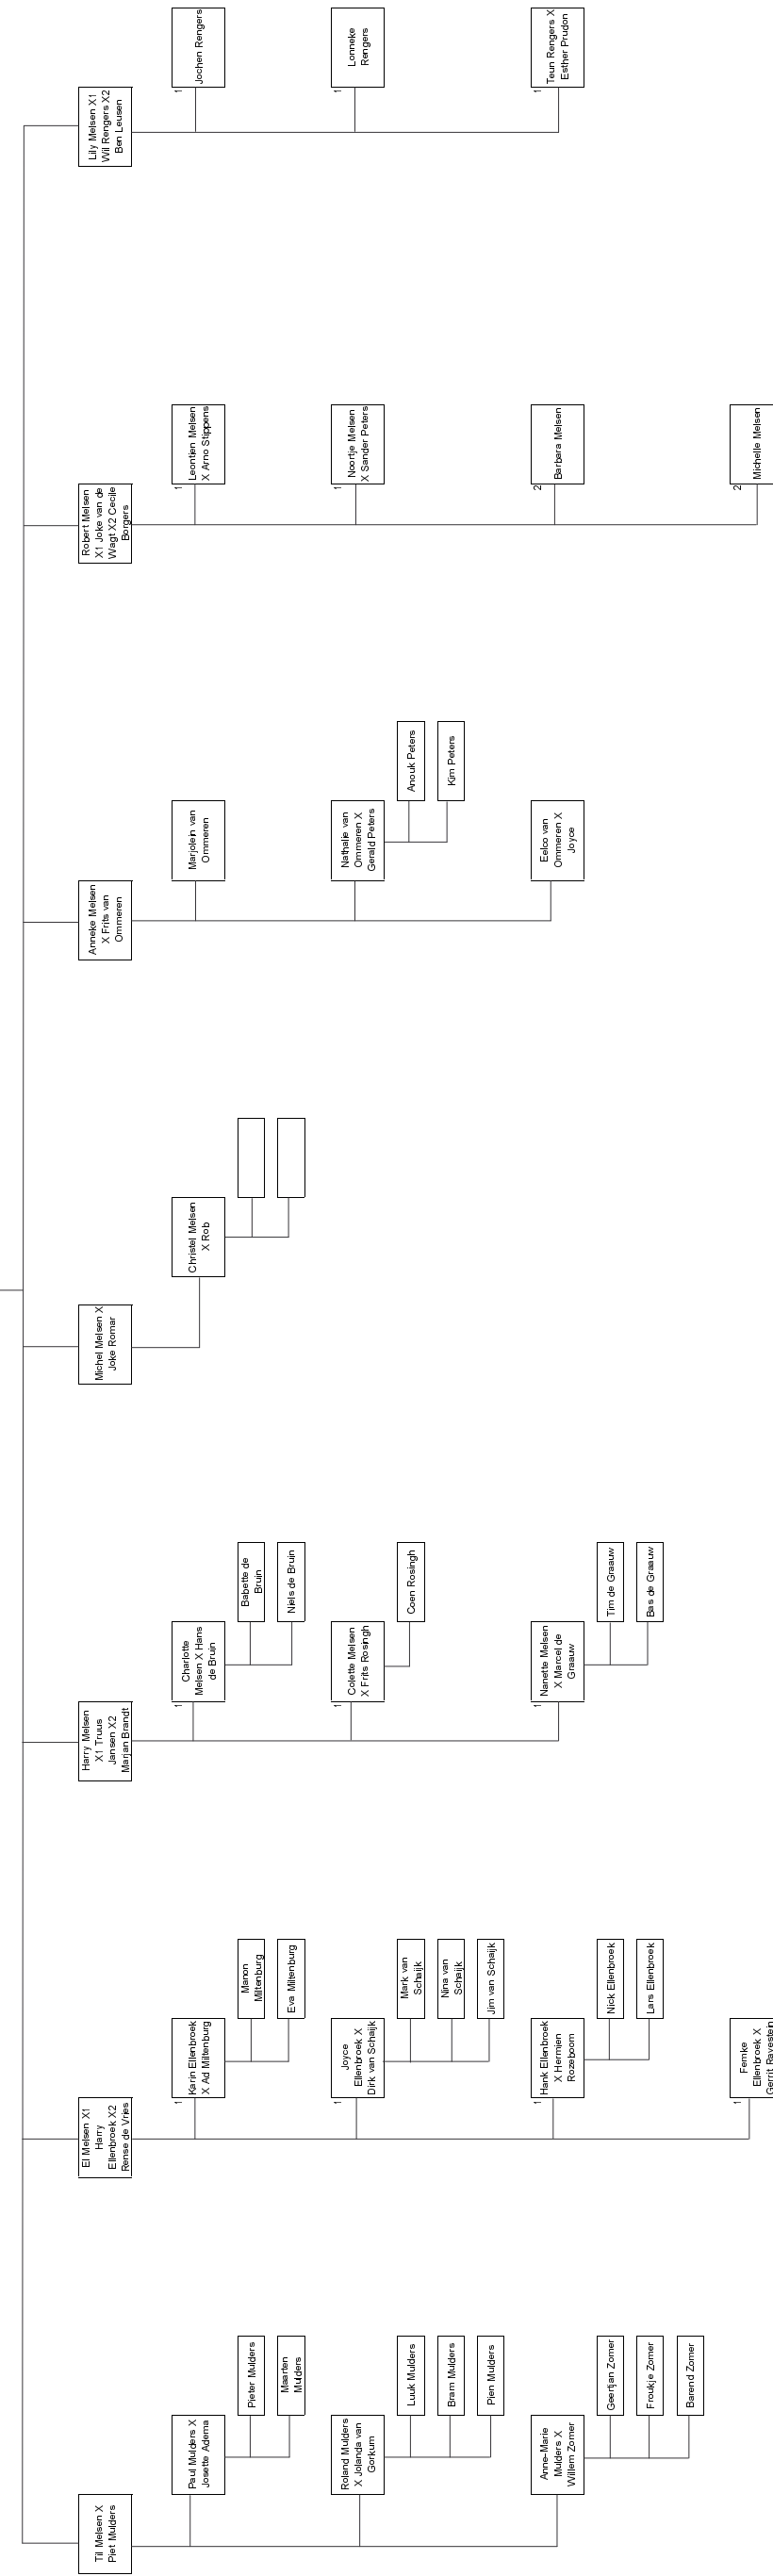 Til Melsen X
Piet Mulders
Paul Mulders X
Josette Adema
Pieter Mulders
Maarten
Mulders
Roland Mulders
X Jolanda van
Gorkum
Luuk Mulders
Bram Mulders
Pien Mulders
Anne-Marie
Mulders X
Willem Zomer
Geertjan Zomer
Froukje Zomer
Barend Zomer
El Melsen X1
Harry
Ellenbroek X2
Rense de Vries
1
Karin Ellenbroek
X Ad Miltenburg
Manon
Miltenburg
Eva Miltenburg
1
Joyce
Ellenbroek X
Dirk van Schaijk
Mark van
Schaijk
Nina van
Schaijk
Jim van Schaijk
1
Hank Ellenbroek
X Hermien
Rozeboom
Nick Ellenbroek
Lars Ellenbroek
1
Femke
Ellenbroek X
Gerrit Ravestein
Harry Melsen
X1 Truus
Jansen X2
Marjan Brandt
1
Charlotte
Melsen X Hans
de Bruin
Babette de
Bruin
Niels de Bruin
1
Colette Melsen
X Frits Rosingh
Coen Rosingh
1
Nanette Melsen
X Marcel de
Graauw
Tim de Graauw
Bas de Graauw
Michel Melsen X
Joke Romar
Christel Melsen
X Rob
Anneke Melsen
X Frits van
Ommeren
Marjolein van
Ommeren
Nathalie van
Ommeren X
Gerald Peters
Anouk Peters
Kim Peters
Eelco van
Ommeren X
Joyce
Robert Melsen
X1 Joke van de
Wagt X2 Cecile
Borgers
1
Leontien Melsen
X Arno Stippens
1
Noortje Melsen
X Sander Peters
2
Barbara Melsen
2
Michelle Melsen
Lily Melsen X1
Wil Rengers X2
Ben Leusen
1
Jochen Rengers
1
Lonneke
Rengers
1
Teun Rengers X
Esther Prudon